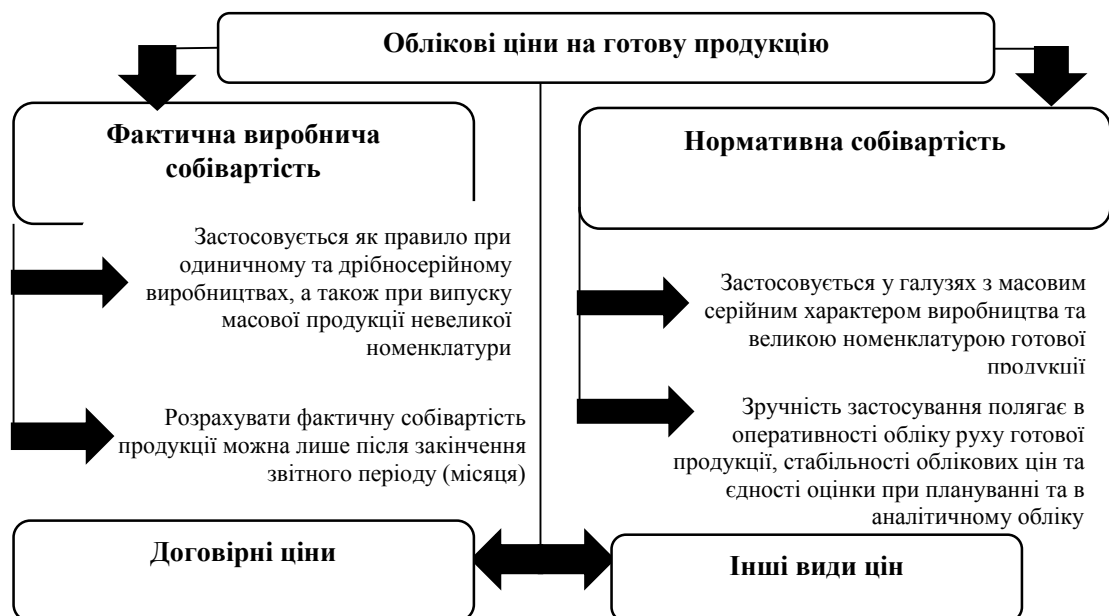 Облікові ціни на готову продукцію
Фактична виробнича
собівартість
Застосовується як правило при
одиничному та дрібносерійному
виробництвах, а також при випуску
масової продукції невеликої
номенклатури
Розрахувати фактичну собівартість
продукції можна лише після закінчення
звітного періоду (місяця)
Нормативна собівартість
Застосовується у галузях з масовим
серійним характером виробництва та
великою номенклатурою готової
продукції
Зручність застосування полягає в
оперативності обліку руху готової
продукції, стабільності облікових цін та
єдності оцінки при плануванні та в
аналітичному обліку
Договірні ціни
Інші види цін